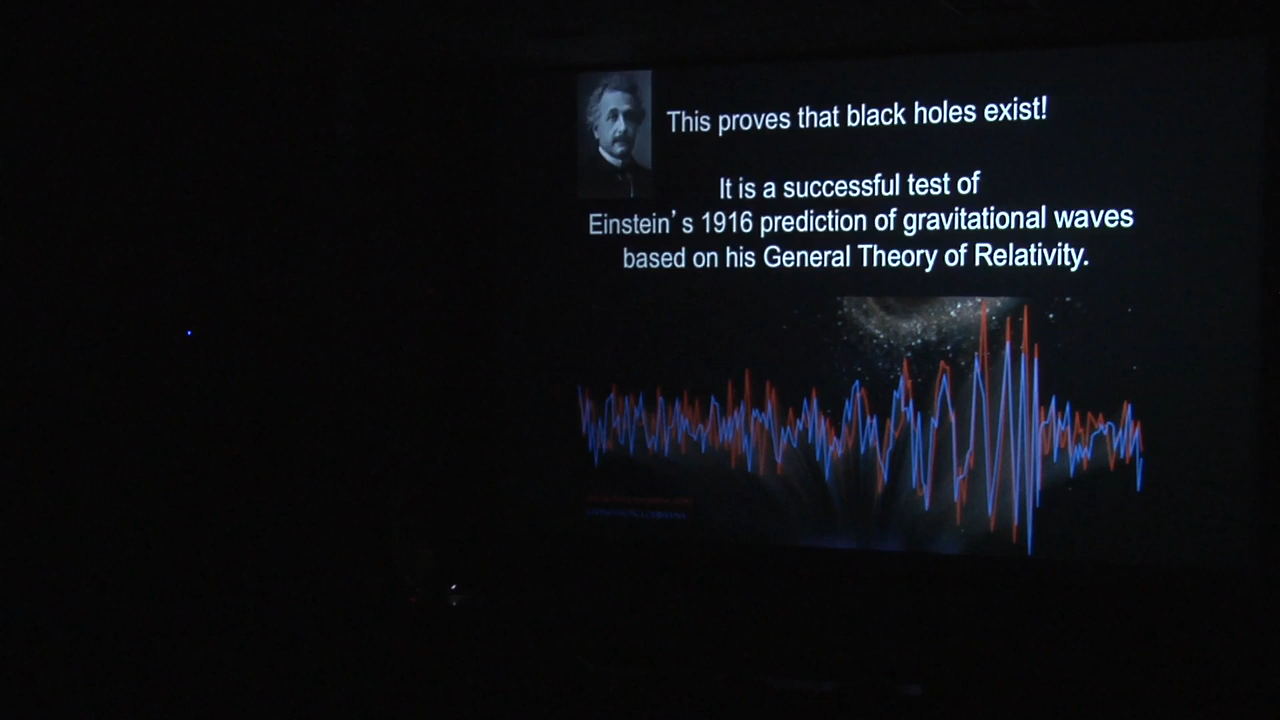 This proves that black holes exist!
It is a successful test of
Einstein’s 1916 prediction of gravitational waves
based on his General Theory of Relativity.